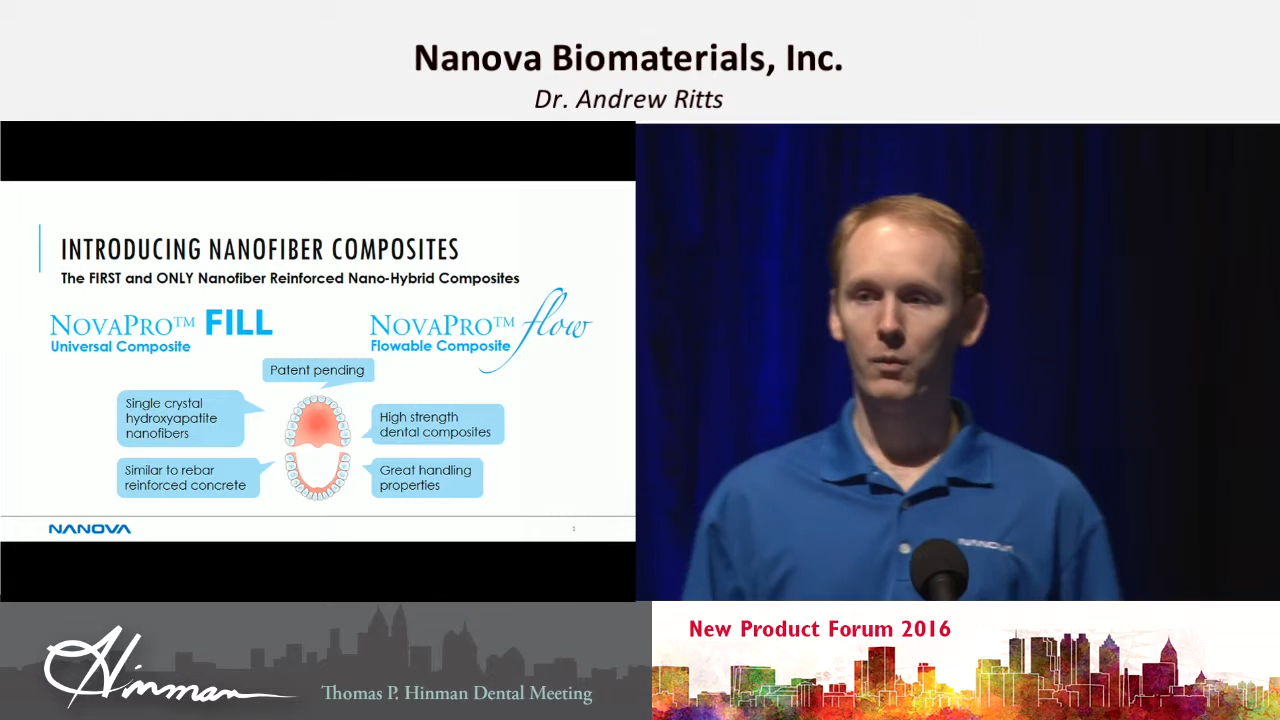 Nanova Biomaterials, Inc.
Dr. Andrew Ritts
INTRODUCING NANOFIBER COMPOSITES
The FIRST and ONLY Nanofiber Reinforced Nano-Hybrid Composites
NOVAPRO™ FILL
Universal Composite
NOVAPRO™ flow
Flowable Composite
Patent pending
Single crystal
hydroxyapatite
nanofibers
High strength
dental composites
Similar to rebar
reinforced concrete
Great handling
properties
NANOVA
1
NANOVA
Hinman
Thomas P. Hinman Dental Meeting
New Product Forum 2016